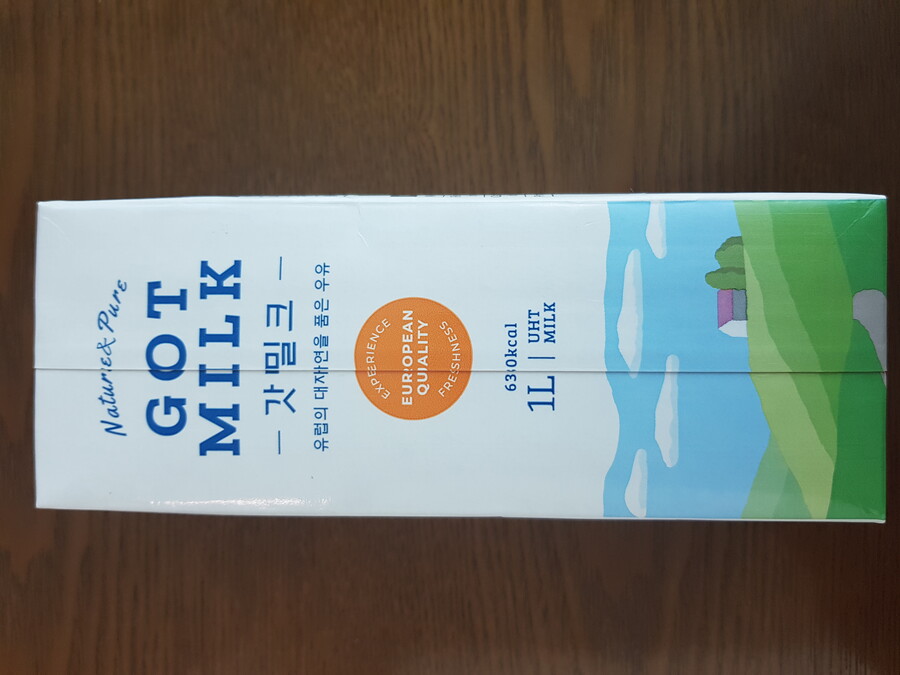 Nature & Pure
GOT
MILK
갓밀크
유럽의 대자연을 품은 우유
EXPERIENCE
EUROPEAN
QUALITY
FRESHNESS
630kcal
1L | UHT
MILK